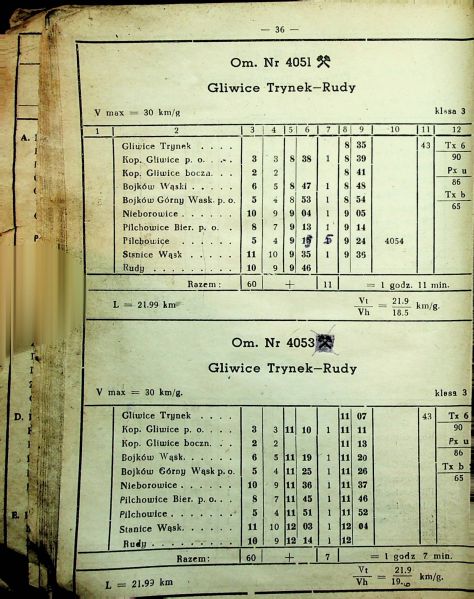 — 36 —
Om. Nr 4051
Gliwice Trynek—Rudy
V max = 30 km/g klasa 3
1 2 3 4 5 6 7 8 9 10 11 12
Gliwice Trynek . . . . 8 35 43 Tx 6
Kop. Gliwice p. o. . . . 3 3 8 38 1 8 39 90
Kop. Gliwice bocza. . . 2 2 8 41 Px u
Bojków Wąski . . . . . 6 5 8 47 1 8 48 86
Bojków Górny Wask. p. o. 5 4 8 53 1 8 54 Tx b
Nieborowice . . . . . . 10 9 9 04 1 9 05 65
Pilchowice Bier. p. o. . . 8 7 9 13 1 9 14
Pilchowice . . . . . . 5 4 9 5 9 24 4054
Stanice Wąsk . . . . . 11 10 9 35 1 9 36
Rudy . . . . . . . . 10 9 9 46
Razem: 60 + 11 = 1 godz. 11 min.
L = 21.99 km Vt 21.9
Vh = 18.5 km/g.
Om. Nr 4053
Gliwice Trynek—Rudy
V max = 30 km/g. klasa 3
Gliwice Trynek . . . . 11 07 43 Tx 6
Kop. Gliwice p. o. . . . 3 3 11 10 1 11 11 90
Kop. Gliwice boczn. . . 2 2 11 13 Px u
Bojków Wąsk. . . . . . 6 5 11 19 1 11 20 86
Bojków Górny Wąsk p. o. 5 4 11 25 1 11 26 Tx b
Nieborowice . . . . . . 10 9 11 36 1 11 37 65
Pilchowice Bier. p. o. . . 8 7 11 45 1 11 46
Pilchowice . . . . . . 5 4 11 51 1 11 52
Stanice Wąsk. . . . . . 11 10 12 03 1 12 04
Rudy . . . . . . . . 10 9 12 14 1 12
Razem: 60 + 7 = 1 godz 7 min.
L = 21.99 km Vt 21.9
Vh = km/g.
A.
D.
E.